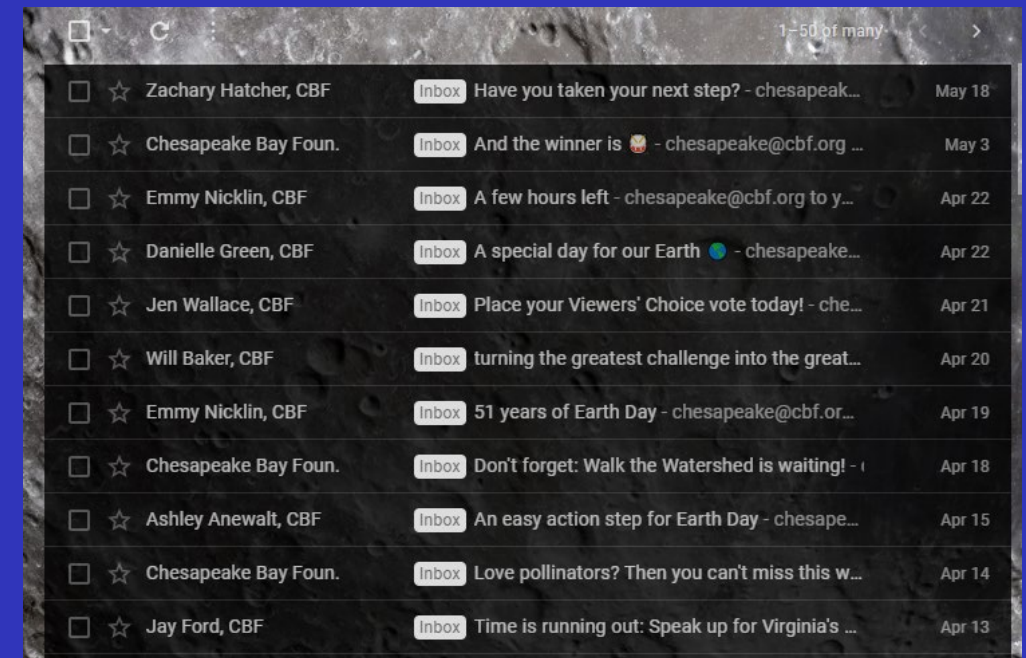 1–50 of many
Zachary Hatcher, CBF Inbox Have you taken your next step? - chesapeak... May 18
Chesapeake Bay Foun. Inbox And the winner is 🦀 - chesapeake@cbf.org ... May 3
Emmy Nicklin, CBF Inbox A few hours left - chesapeake@cbf.org to y... Apr 22
Danielle Green, CBF Inbox A special day for our Earth 🌎 - chesapeake... Apr 22
Jen Wallace, CBF Inbox Place your Viewers' Choice vote today! - che... Apr 21
Will Baker, CBF Inbox turning the greatest challenge into the great... Apr 20
Emmy Nicklin, CBF Inbox 51 years of Earth Day - chesapeake@cbf.or... Apr 19
Chesapeake Bay Foun. Inbox Don't forget: Walk the Watershed is waiting! - Apr 18
Ashley Anewalt, CBF Inbox An easy action step for Earth Day - chesape... Apr 15
Chesapeake Bay Foun. Inbox Love pollinators? Then you can't miss this w... Apr 14
Jay Ford, CBF Inbox Time is running out: Speak up for Virginia's ... Apr 13